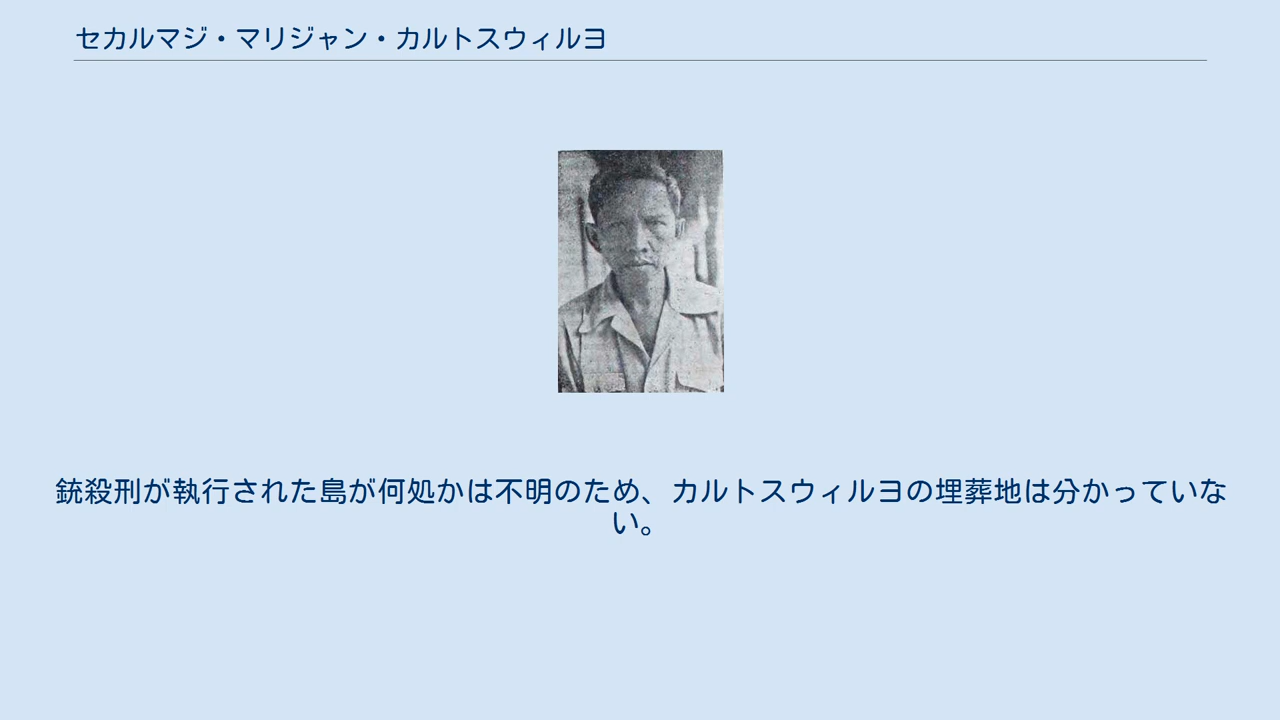 セカルマジ・マリジャン・カルトスウィルヨ
銃殺刑が執行された島が何処かは不明のため、カルトスウィルヨの埋葬地は分かっていな
い。